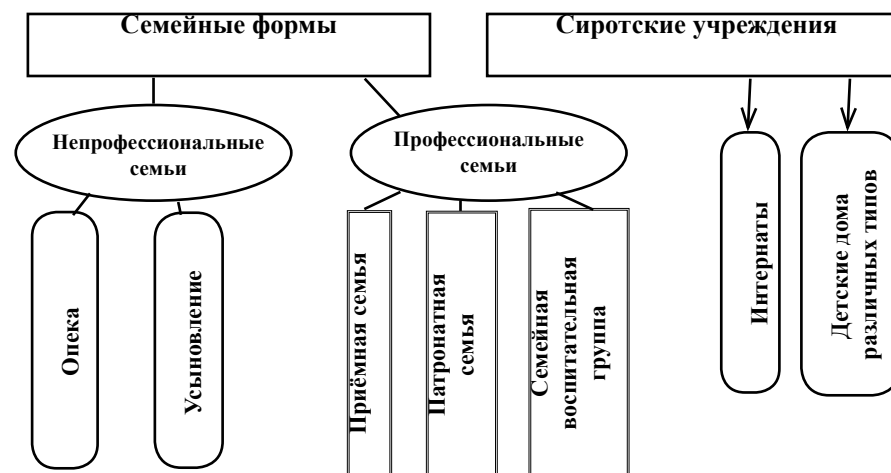 Семейные формы
Сиротские учреждения
Непрофессиональные
семьи
Профессиональные
семьи
Опека
Усыновление
Приёмная семья
Патронатная
семья
Семейная
воспитательная
группа
Интернаты
Детские дома
различных типов